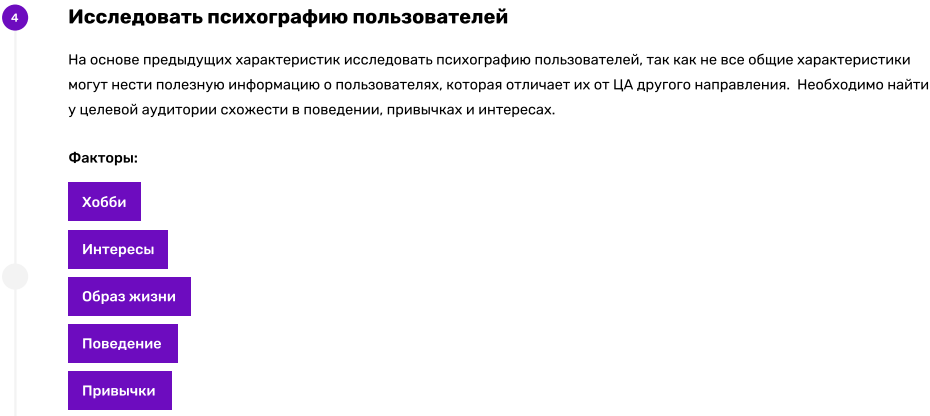 4
Исследовать психографию пользователей
На основе предыдущих характеристик исследовать психографию пользователей, так как не все общие характеристики
могут нести полезную информацию о пользователях, которая отличает их от ЦА другого направления.  Необходимо найти
у целевой аудитории схожести в поведении, привычках и интересах.
Факторы:
Хобби
Интересы
Образ жизни
Поведение
Привычки